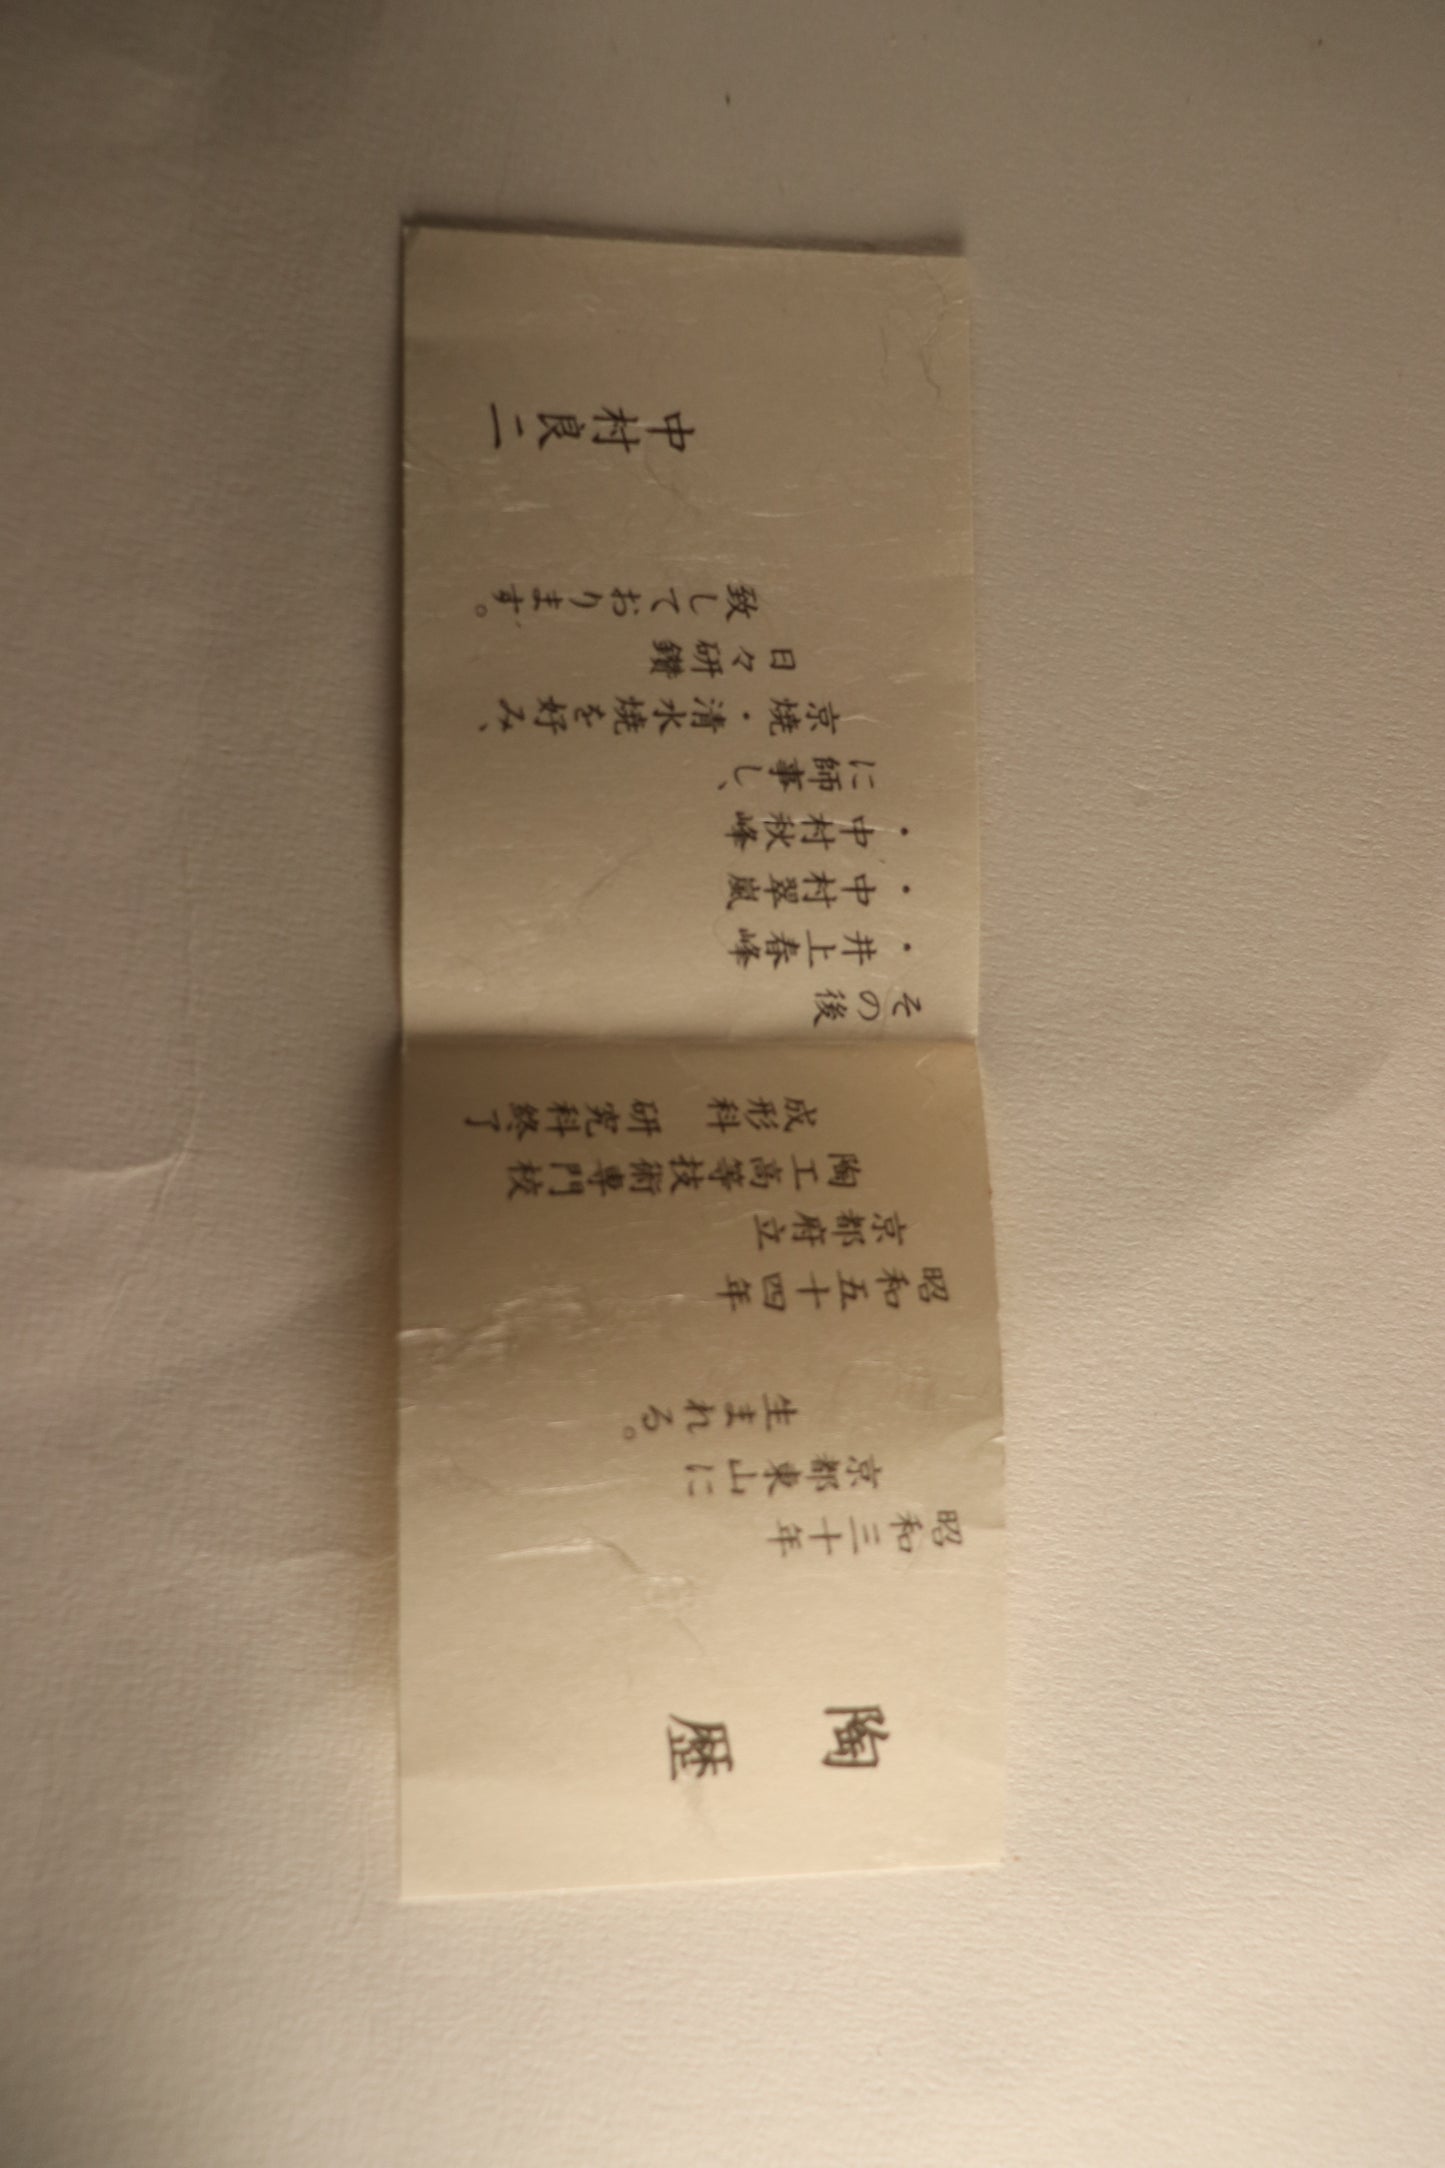 陶歴
昭和三十年
京都東山に
生まれる。
昭和五十四年
京都府立
陶工高等技術専門校
成形科 研究科終了
その後
・井上春峰
・中村翠嵐
・中村秋峰
に師事し、
京焼・清水焼を好み、
日々研鑽
致しております。
中村良二